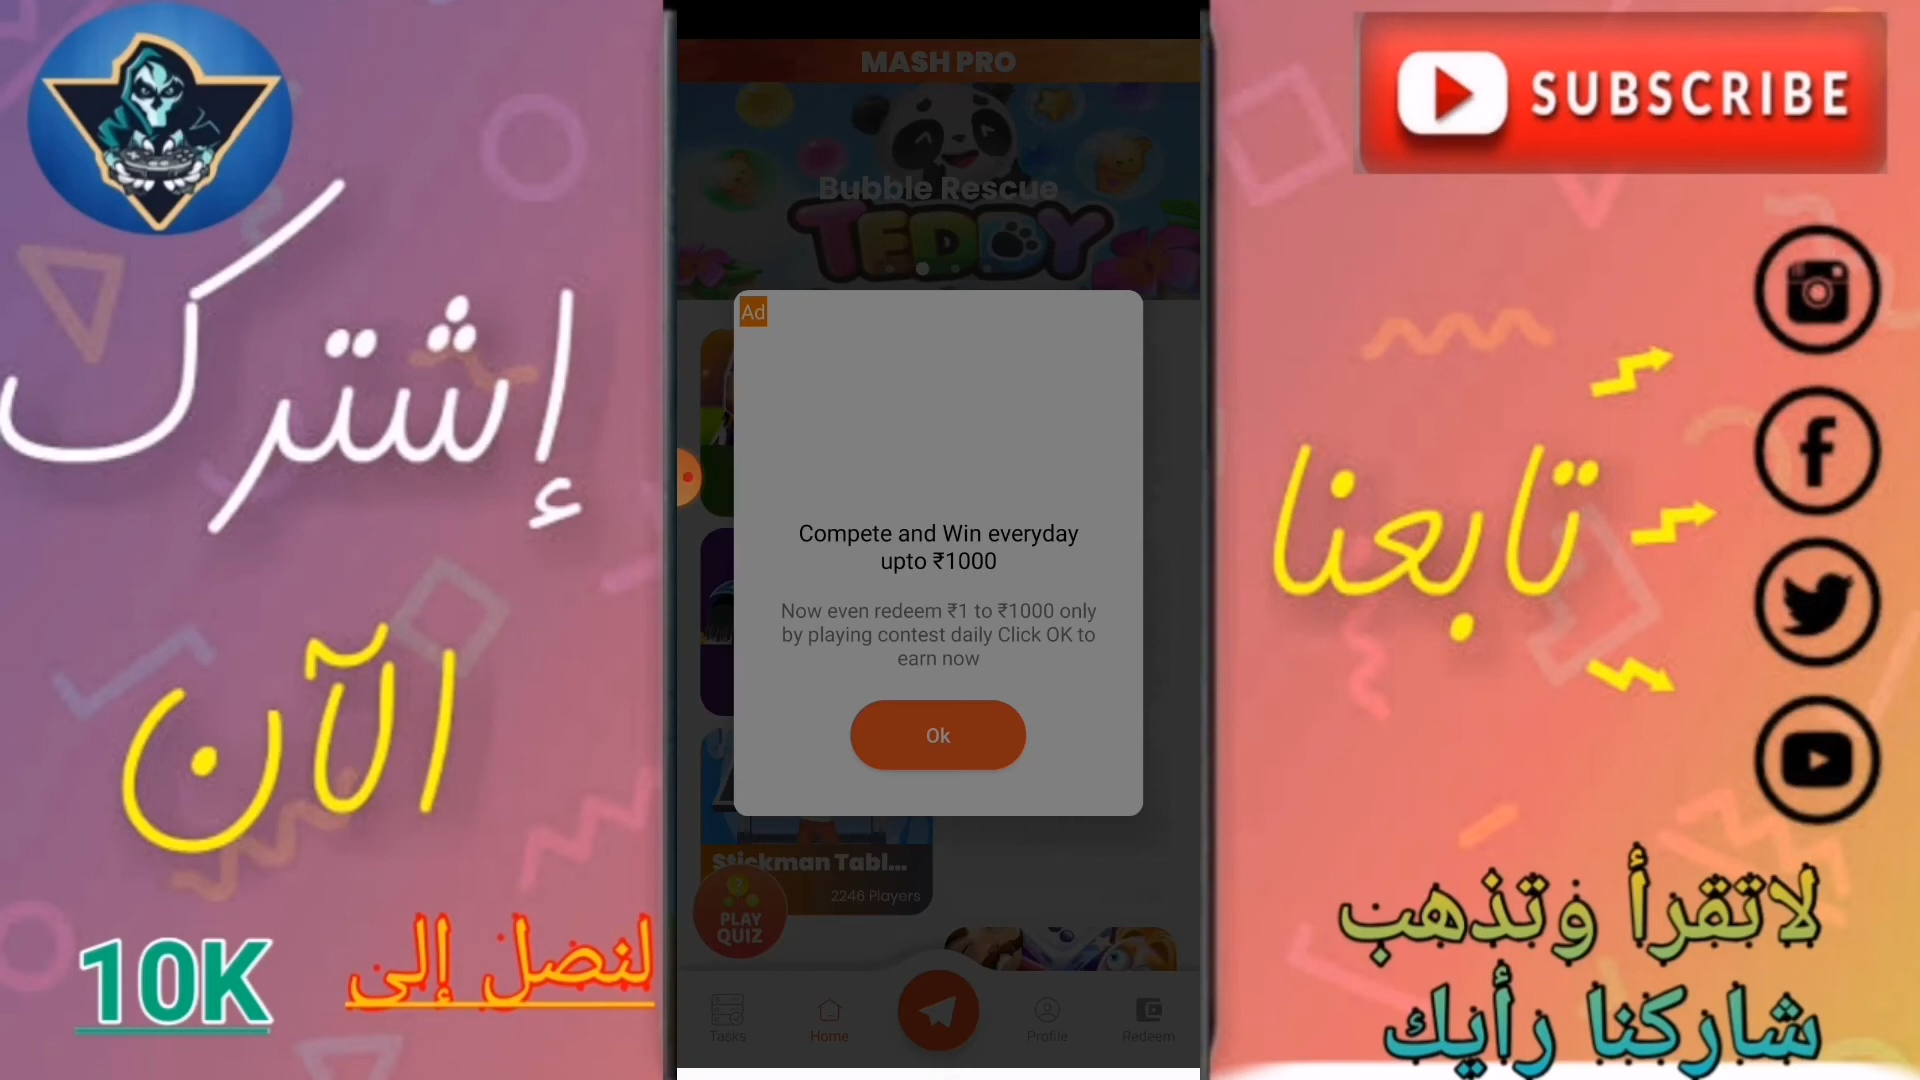 إشترك
الآن
10K
لنضل إلى
MASH PRO
Bubble Rescue
TEDDY
Ad
Compete and Win everyday
upto ₹1000
Now even redeem ₹1 to ₹1000 only
by playing contest daily Click OK to
earn now
Ok
Stickman Tabl...
2246 Players
PLAY
QUIZ
Tasks
Home
Profile
Redeem
SUBSCRIBE
تابعنا
لاتقرأ وتذهب
شاركنا رأيك